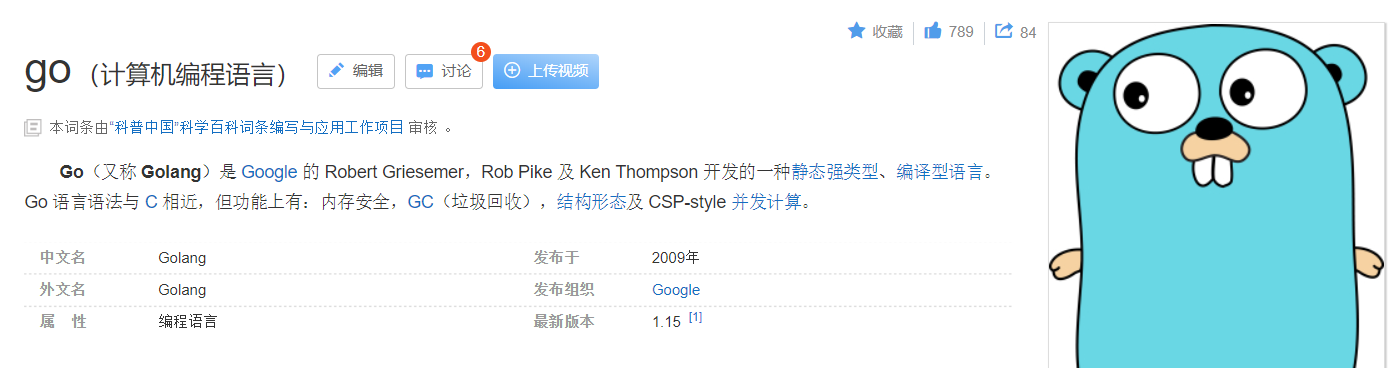 收藏 789 84
go（计算机编程语言） 编辑 讨论 6 上传视频
本词条由“科普中国”科学百科词条编写与应用工作项目 审核 。
Go（又称 Golang）是 Google 的 Robert Griesemer，Rob Pike 及 Ken Thompson 开发的一种静态强类型、编译型语言。
Go 语言语法与 C 相近，但功能上有：内存安全，GC（垃圾回收），结构形态及 CSP-style 并发计算。
中文名 Golang 发布于 2009年
外文名 Golang 发布组织 Google
属 性 编程语言 最新版本 1.15 [1]